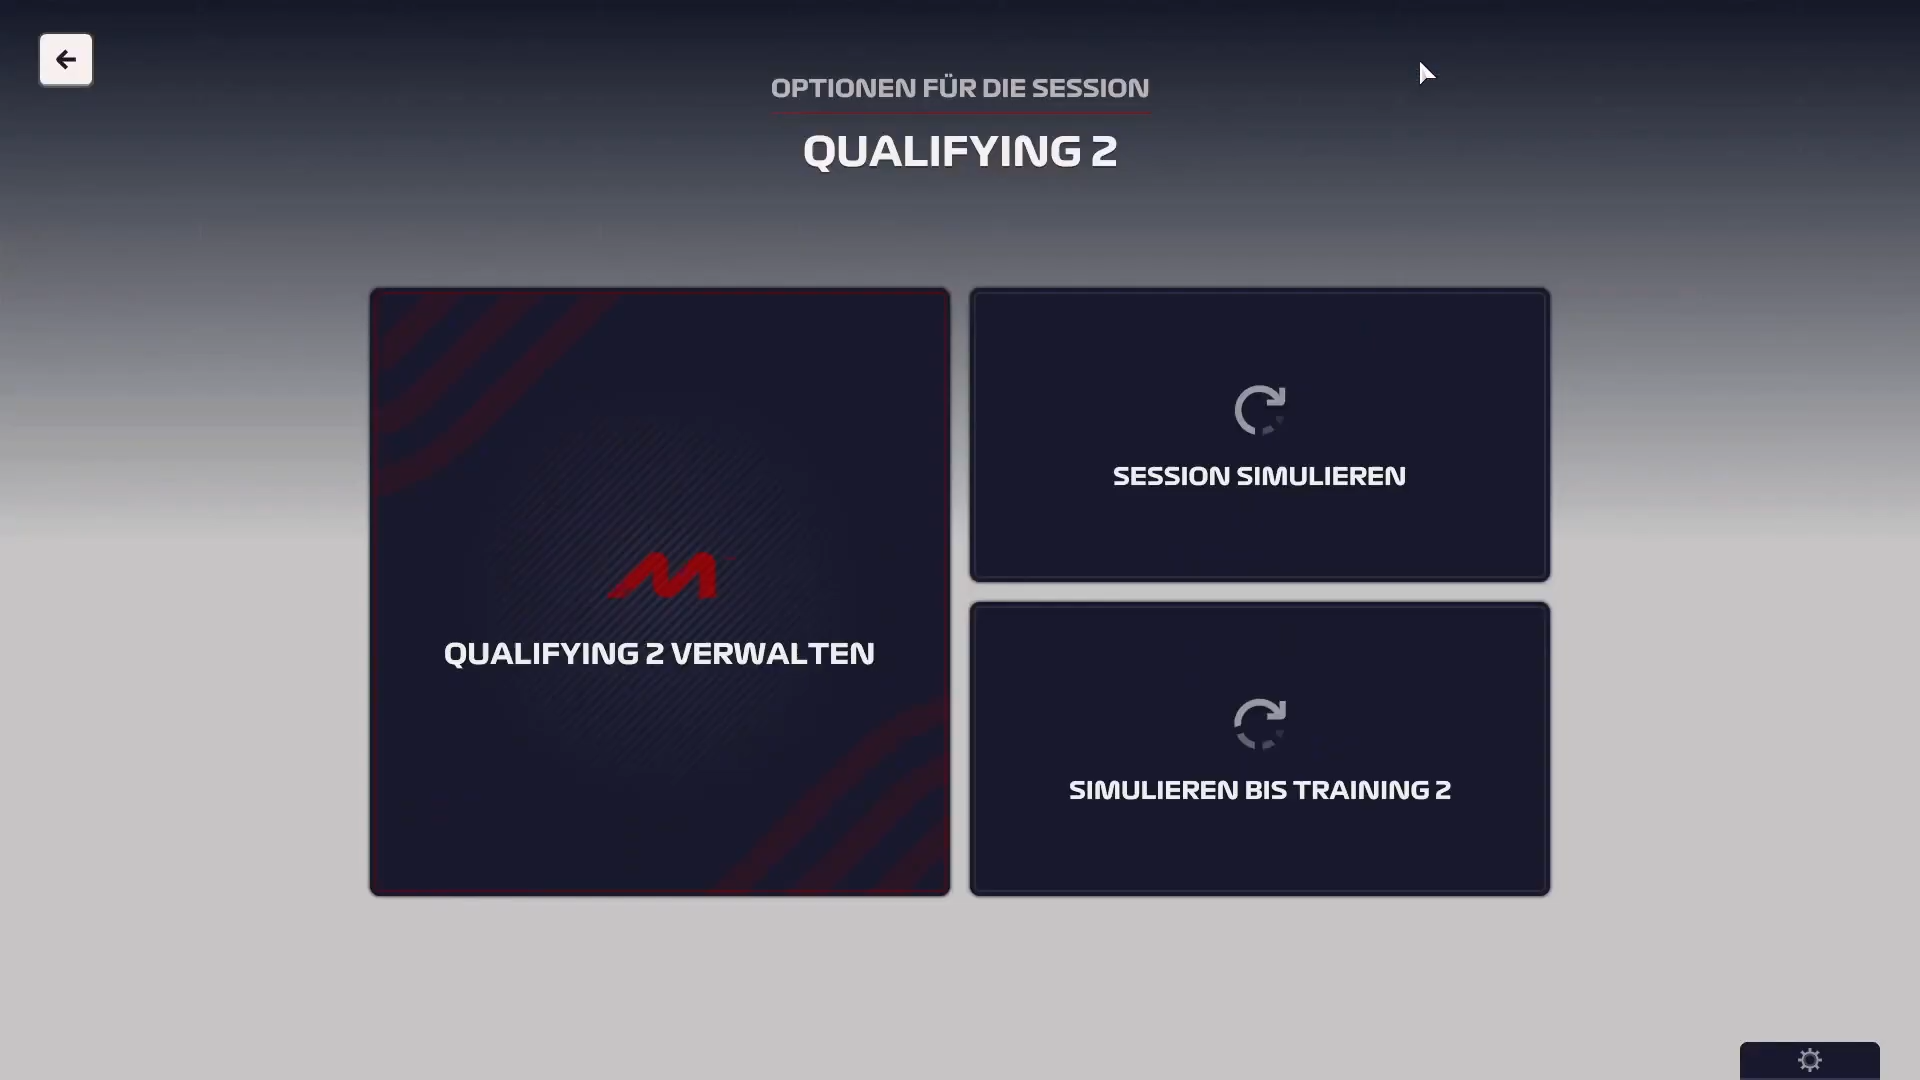 OPTIONEN FÜR DIE SESSION
QUALIFYING 2
QUALIFYING 2 VERWALTEN
SESSION SIMULIEREN
SIMULIEREN BIS TRAINING 2